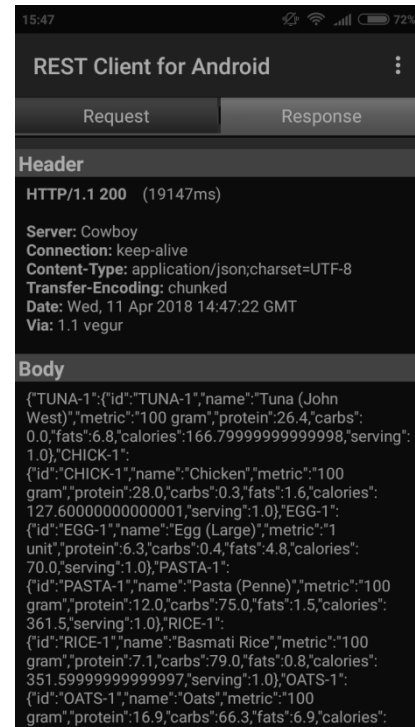 15:47 72%
REST Client for Android
Request Response
Header
HTTP/1.1 200 (19147ms)
Server: Cowboy
Connection: keep-alive
Content-Type: application/json;charset=UTF-8
Transfer-Encoding: chunked
Date: Wed, 11 Apr 2018 14:47:22 GMT
Via: 1.1 vegur
Body
{"TUNA-1":{"id":"TUNA-1","name":"Tuna (John
West)","metric":"100 gram","protein":26.4,"carbs":
0.0,"fats":6.8,"calories":166.79999999999998,"serving":
1.0},"CHICK-1":
{"id":"CHICK-1","name":"Chicken","metric":"100
gram","protein":28.0,"carbs":0.3,"fats":1.6,"calories":
127.60000000000001,"serving":1.0},"EGG-1":
{"id":"EGG-1","name":"Egg (Large)","metric":"1
unit","protein":6.3,"carbs":0.4,"fats":4.8,"calories":
70.0,"serving":1.0},"PASTA-1":
{"id":"PASTA-1","name":"Pasta (Penne)","metric":"100
gram","protein":12.0,"carbs":75.0,"fats":1.5,"calories":
361.5,"serving":1.0},"RICE-1":
{"id":"RICE-1","name":"Basmati Rice","metric":"100
gram","protein":7.1,"carbs":79.0,"fats":0.8,"calories":
351.59999999999997,"serving":1.0},"OATS-1":
{"id":"OATS-1","name":"Oats","metric":"100
gram","protein":16.9,"carbs":66.3,"fats":6.9,"calories":